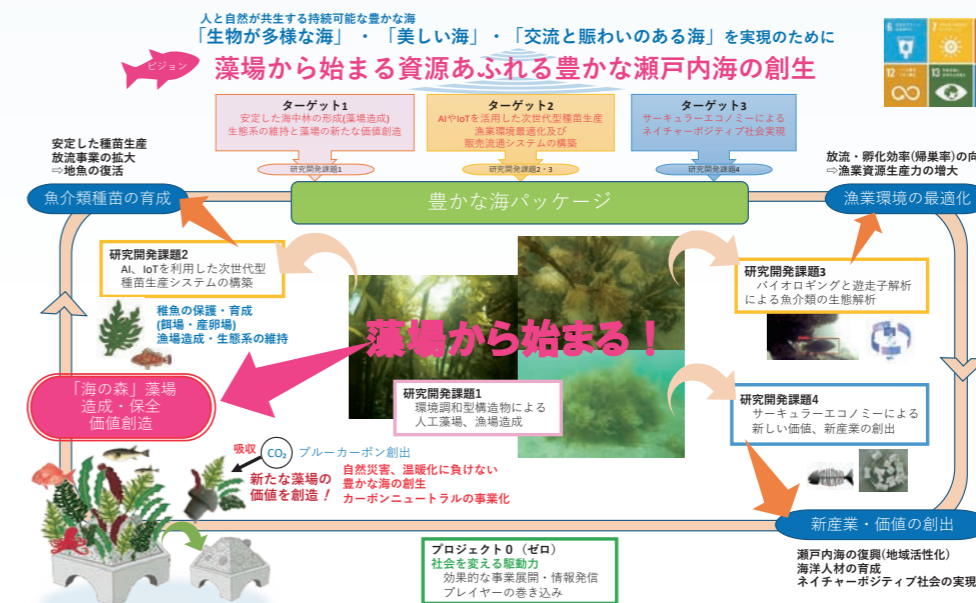 人と自然が共生する持続可能な豊かな海
「生物が多様な海」・「美しい海」・「交流と賑わいのある海」を実現のために
ビジョン
藻場から始まる資源あふれる豊かな瀬戸内海の創生
6
7
12
13
ターゲット1
安定した海中林の形成(藻場造成)
生態系の維持と藻場の新たな価値創造
研究開発課題1
ターゲット2
AIやIoTを活用した次世代型種苗生産
漁業環境最適化及び
販売流通システムの構築
研究開発課題2・3
ターゲット3
サーキュラーエコノミーによる
ネイチャーポジティブ社会実現
研究開発課題4
安定した種苗生産
放流事業の拡大
⇨地魚の復活
放流・孵化効率(帰巣率)の向
⇨漁業資源生産力の増大
魚介類種苗の育成
豊かな海パッケージ
漁業環境の最適化
研究開発課題2
AI、IoTを利用した次世代型
種苗生産システムの構築
研究開発課題3
バイオロギングと遊走子解析
による魚介類の生態解析
稚魚の保護・育成
(餌場・産卵場)
漁場造成・生態系の維持
藻場から始まる！
「海の森」藻場
造成・保全
価値創造
研究開発課題1
環境調和型構造物による
人工藻場、漁場造成
研究開発課題4
サーキュラーエコノミーによる
新しい価値、新産業の創出
吸収
CO₂
ブルーカーボン創出
新たな藻場の
価値を創造！
自然災害、温暖化に負けない
豊かな海の創生
カーボンニュートラルの事業化
新産業・価値の創出
プロジェクト０（ゼロ）
社会を変える駆動力
効果的な事業展開・情報発信
プレイヤーの巻き込み
瀬戸内海の復興(地域活性化)
海洋人材の育成
ネイチャーポジティブ社会の実現